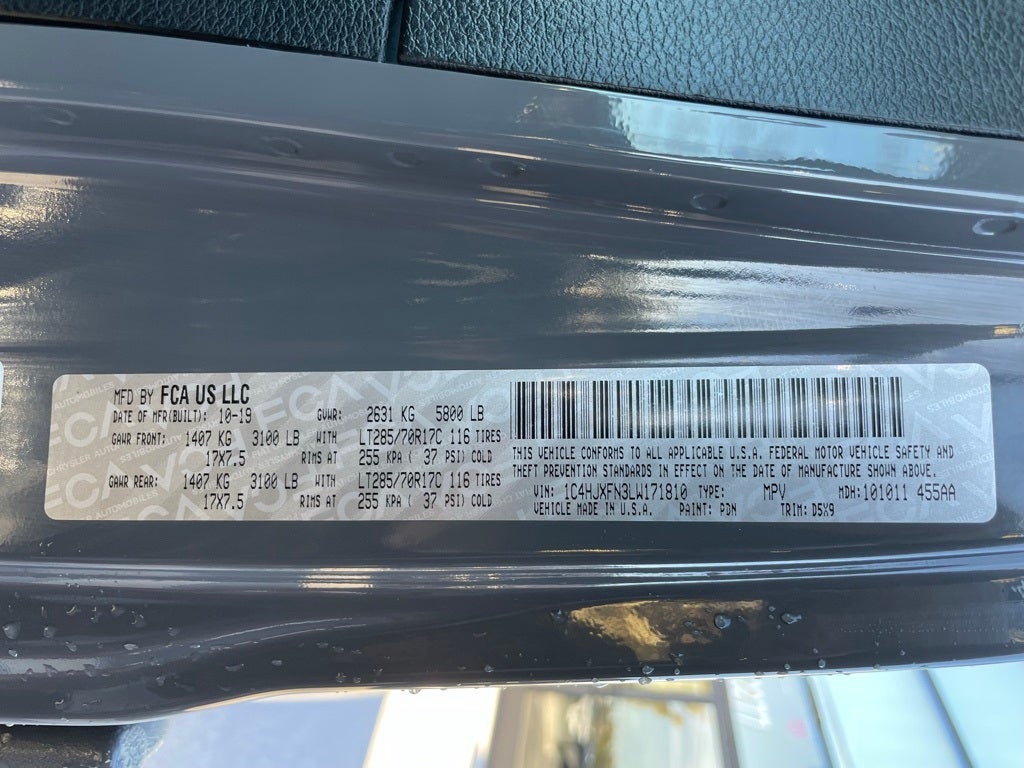 MFD BY FCA US LLC
DATE OF MFR(BUILT): 10-19 GVWR: 2631 KG 5800 LB
GAWR FRONT: 1407 KG 3100 LB WITH LT285/70R17C 116 TIRES
17X7.5 RIMS AT 255 KPA ( 37 PSI) COLD
GAWR REAR: 1407 KG 3100 LB WITH LT285/70R17C 116 TIRES
17X7.5 RIMS AT 255 KPA ( 37 PSI) COLD
THIS VEHICLE CONFORMS TO ALL APPLICABLE U.S.A. FEDERAL MOTOR VEHICLE SAFETY AND
THEFT PREVENTION STANDARDS IN EFFECT ON THE DATE OF MANUFACTURE SHOWN ABOVE.
VIN: 1C4HJXFN3LW171810 TYPE: MPV MDH:101011 455AA
VEHICLE MADE IN U.S.A. PAINT: PDN TRIM: D5X9